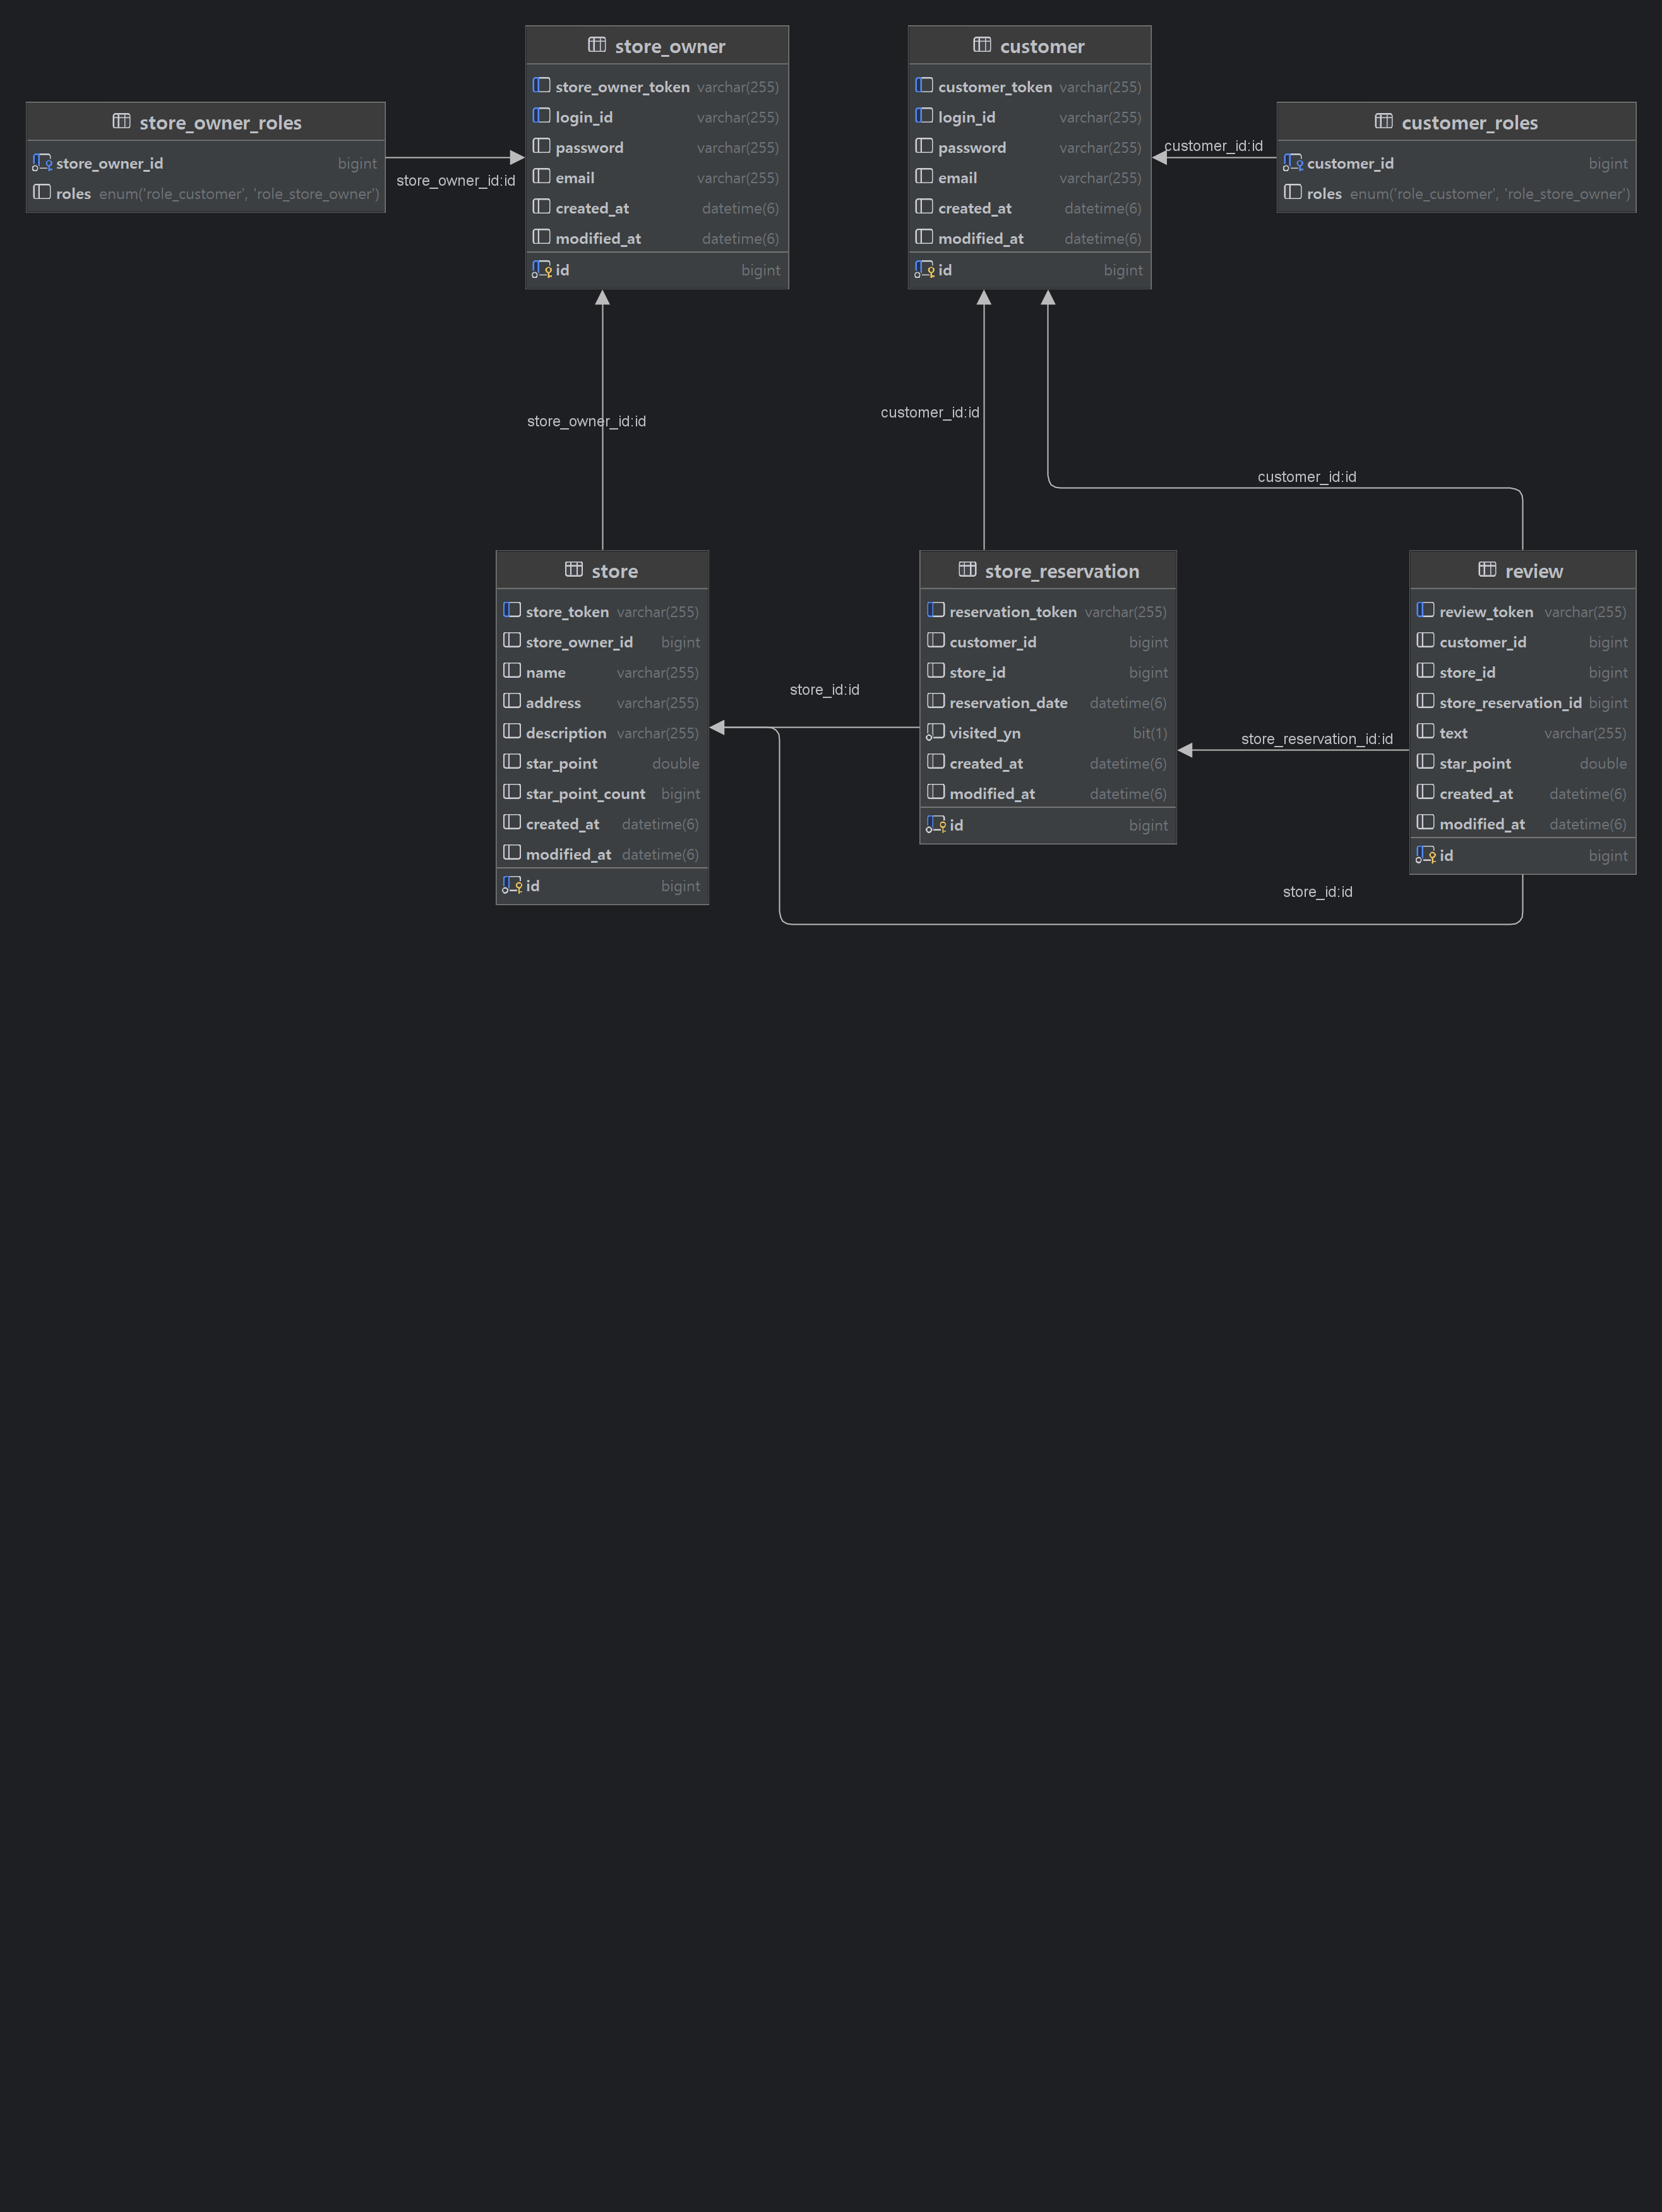 store_owner
store_owner_token varchar(255)
login_id varchar(255)
password varchar(255)
email varchar(255)
created_at datetime(6)
modified_at datetime(6)
id bigint
customer
customer_token varchar(255)
login_id varchar(255)
password varchar(255)
email varchar(255)
created_at datetime(6)
modified_at datetime(6)
id bigint
store_owner_roles
store_owner_id bigint
roles enum('role_customer', 'role_store_owner')
store_owner_id:id
customer_id:id
customer_roles
customer_id bigint
roles enum('role_customer', 'role_store_owner')
store_owner_id:id
customer_id:id
customer_id:id
store
store_token varchar(255)
store_owner_id bigint
name varchar(255)
address varchar(255)
description varchar(255)
star_point double
star_point_count bigint
created_at datetime(6)
modified_at datetime(6)
id bigint
store_id:id
store_reservation
reservation_token varchar(255)
customer_id bigint
store_id bigint
reservation_date datetime(6)
visited_yn bit(1)
created_at datetime(6)
modified_at datetime(6)
id bigint
store_reservation_id:id
review
review_token varchar(255)
customer_id bigint
store_id bigint
store_reservation_id bigint
text varchar(255)
star_point double
created_at datetime(6)
modified_at datetime(6)
id bigint
store_id:id